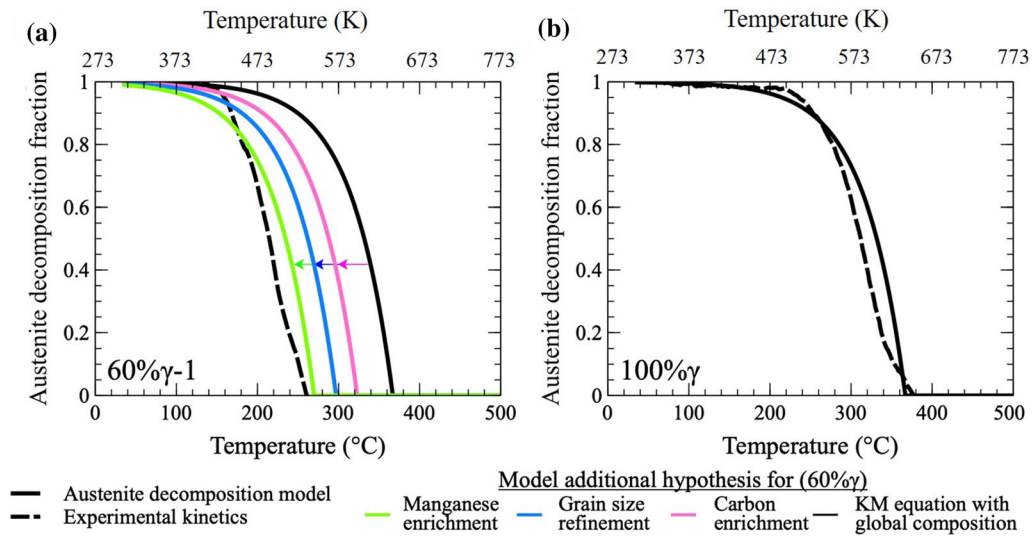 (a)
Temperature (K)
273 373 473 573 673 773
Austenite decomposition fraction
1
0.8
0.6
0.4
0.2
0
60%γ-1
0 100 200 300 400 500
Temperature (°C)
(b)
Temperature (K)
273 373 473 573 673 773
Austenite decomposition fraction
1
0.8
0.6
0.4
0.2
0
100%γ
0 100 200 300 400 500
Temperature (°C)
Austenite decomposition model
Experimental kinetics
Model additional hypothesis for (60%γ)
Manganese
enrichment
Grain size
refinement
Carbon
enrichment
KM equation with
global composition